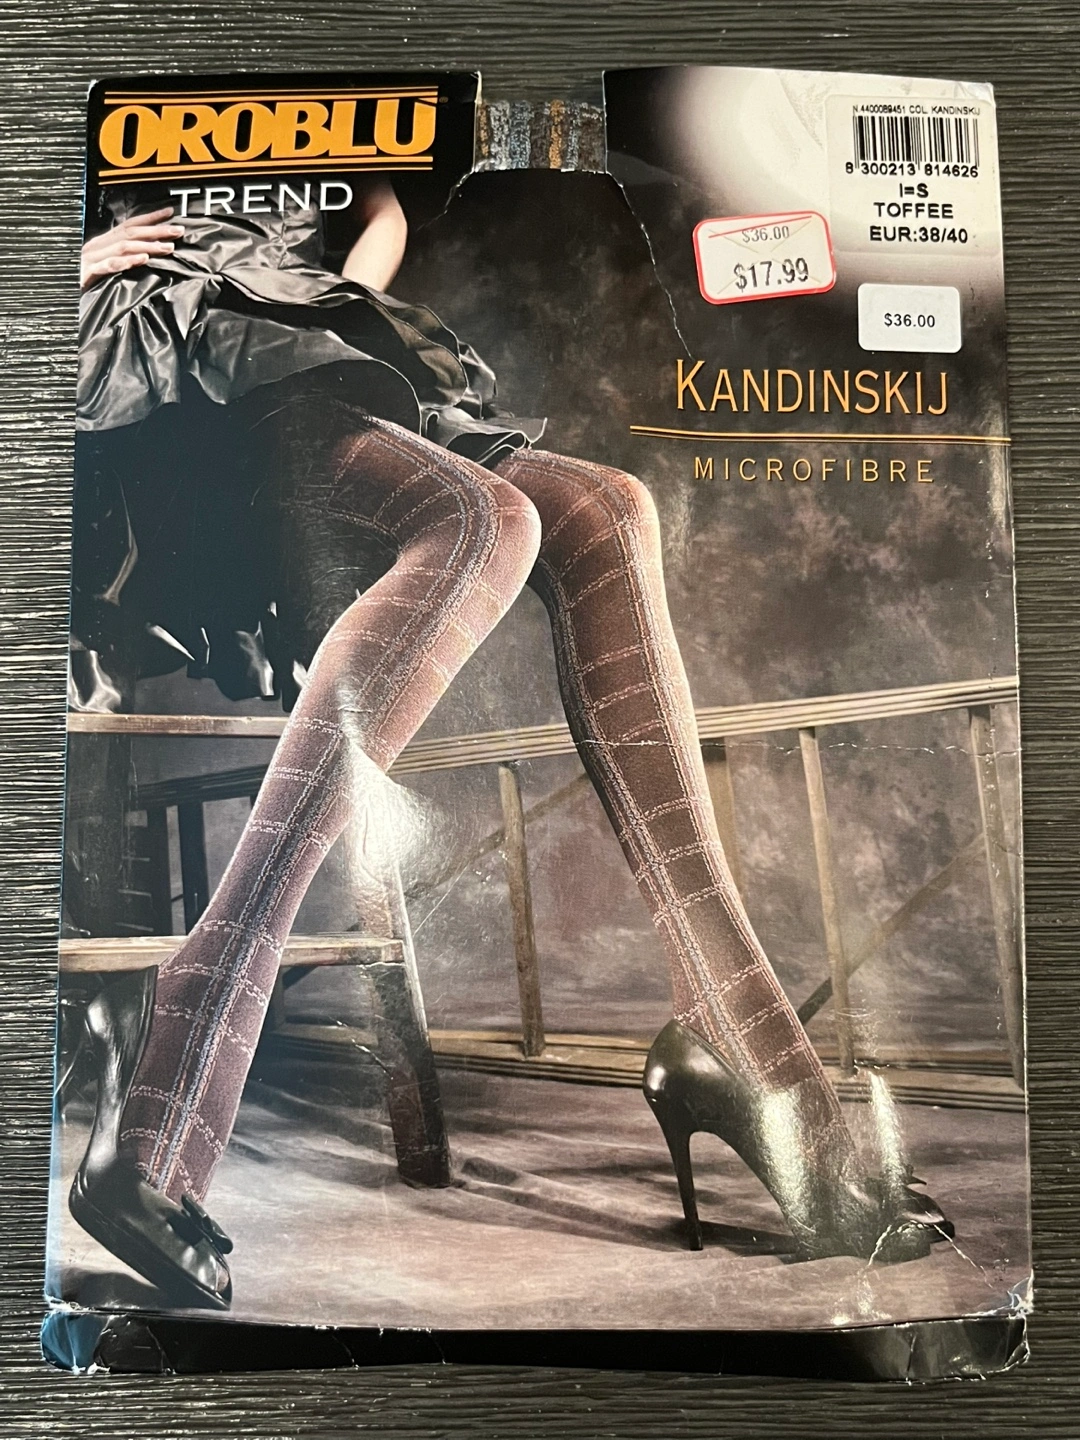 OROBLU
TREND
N.4400089451 COL. KANDINSKIJ
8 300213 814626
I=S
TOFFEE
EUR:38/40
$36.00
$17.99
$36.00
KANDINSKIJ
MICROFIBRE